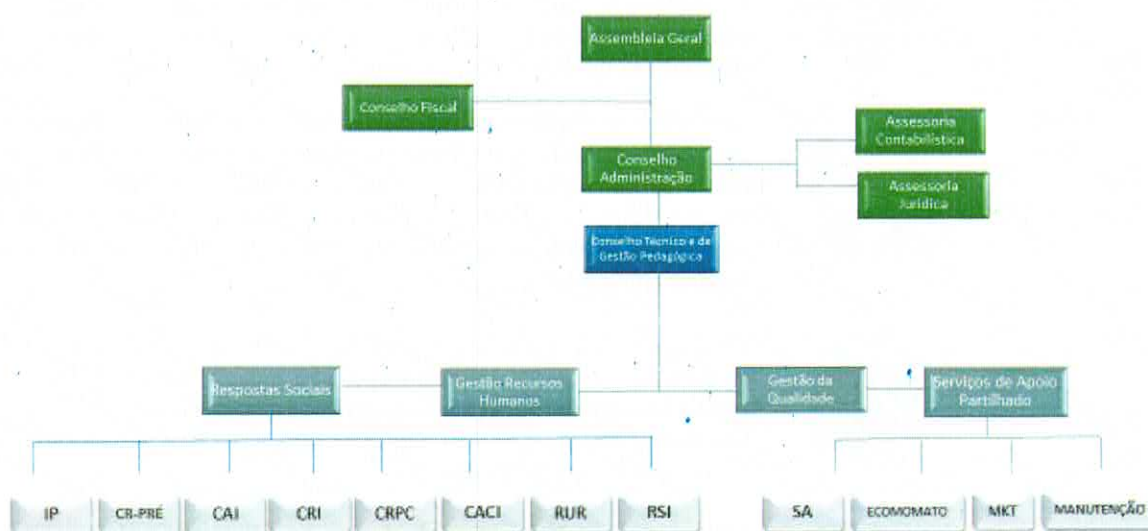 Assembleia Geral
Conselho Fiscal
Assessoria
Contabilística
Conselho
Administração
Assessoria
Jurídica
Conselho Técnico e de
Gestão Pedagógica
Respostas Sociais
Gestão Recursos
Humanos
Gestão da
Qualidade
Serviços de Apoio
Partilhado
IP
CR-PRÉ
CAI
CRI
CRPC
CACI
RUR
RSI
SA
ECOMOMATO
MKT
MANUTENÇÃO